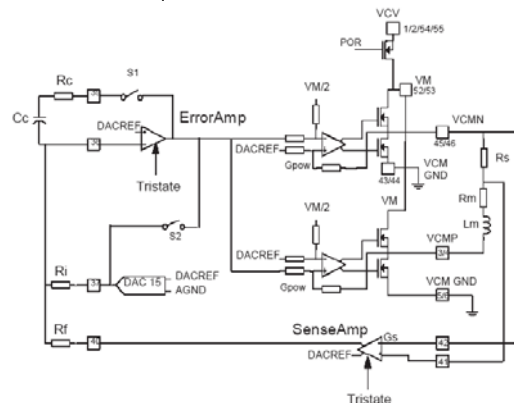 VCV
1/2/54/55
POR
S1
Rc
Cc
ErrorAmp
VM
52/53
VM/2
DACREF
VCMN
45/46
DACREF
Gpow
Rs
Tristate
VCM
GND
43/44
VM
Rm
VM/2
Lm
S2
VCMP
3/4
DACREF
Ri
37
DAC 15
DACREF
AGND
Gpow
VCM GND
5/6
SenseAmp
Rf
40
Gs
42
DACREF
41
Tristate